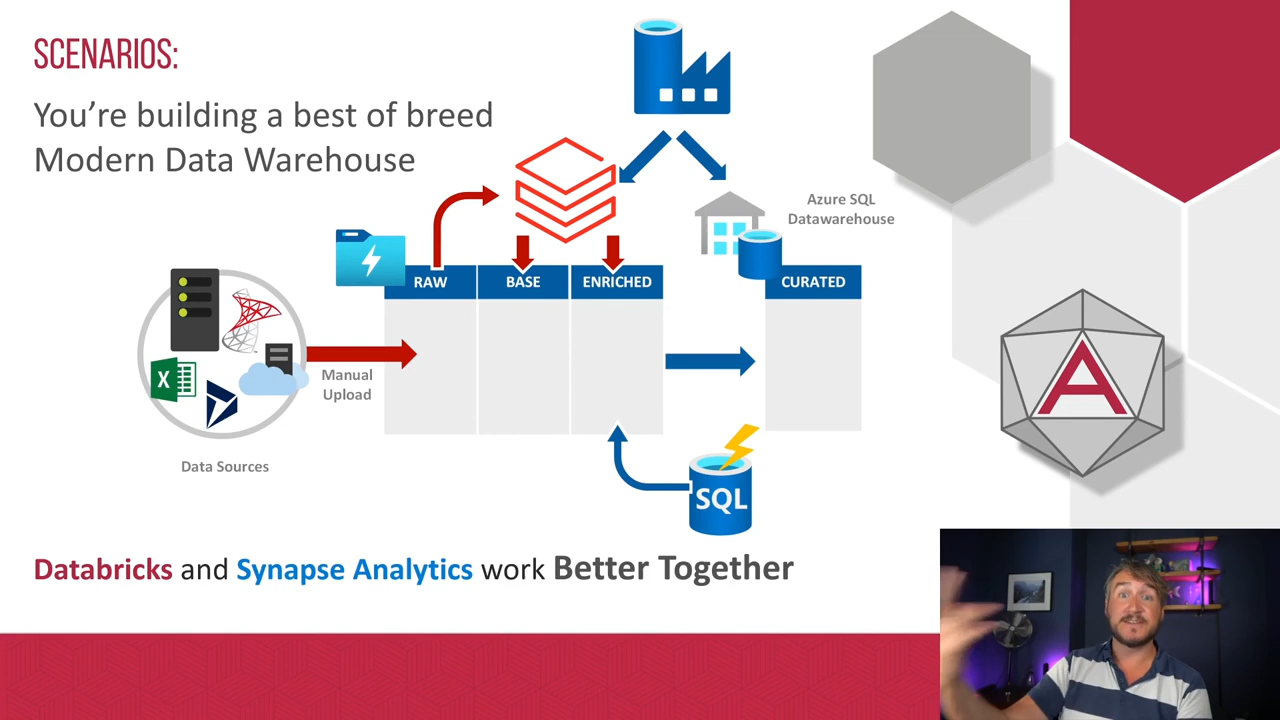 SCENARIOS:
You're building a best of breed
Modern Data Warehouse
Azure SQL
Datawarehouse
RAW
BASE
ENRICHED
CURATED
X
Manual
Upload
Data Sources
SQL
A
Databricks and Synapse Analytics work Better Together